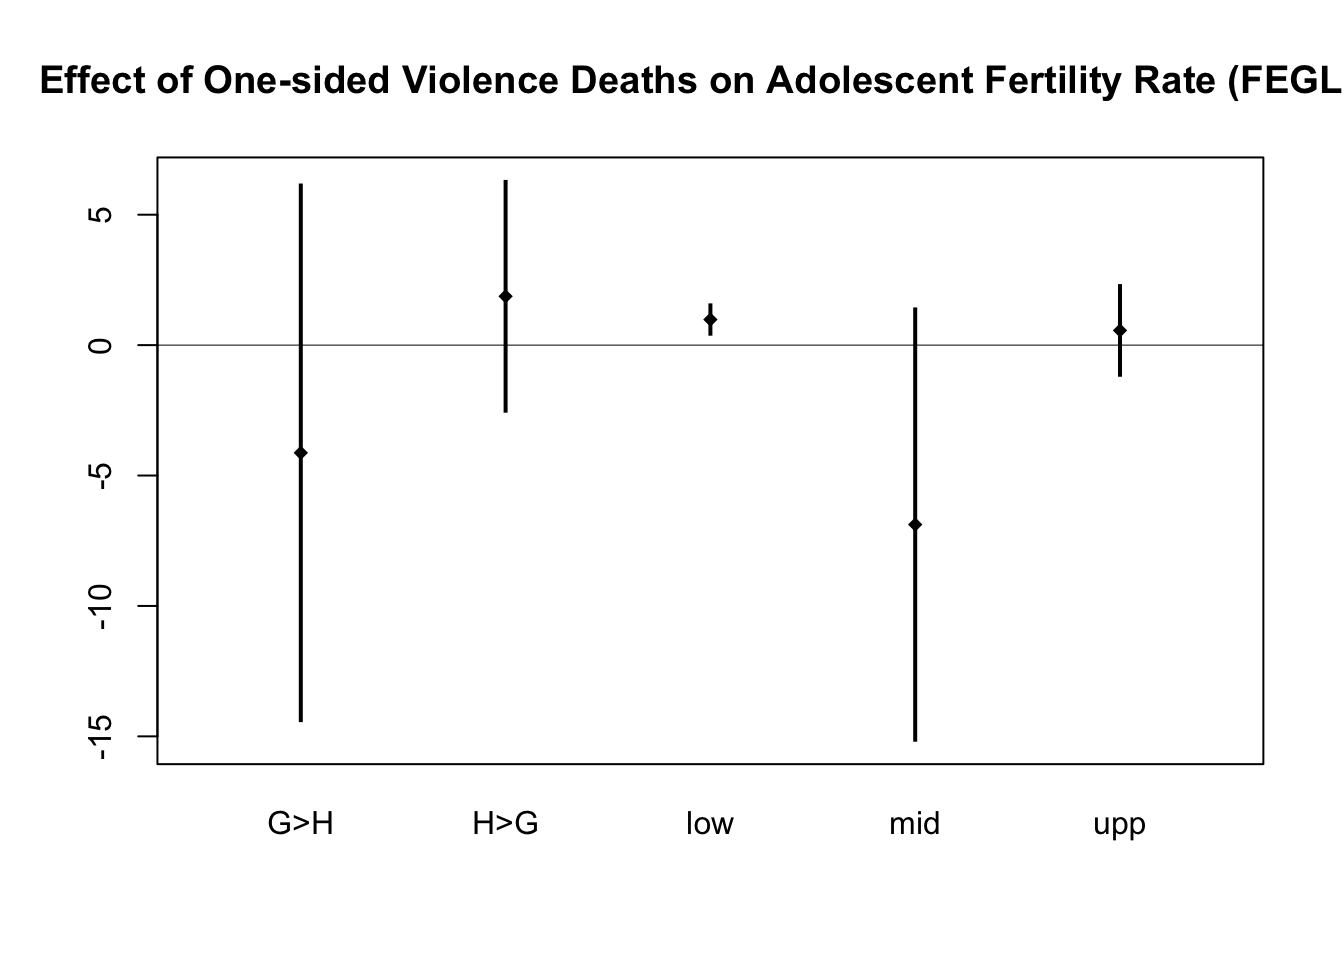 Effect of One-sided Violence Deaths on Adolescent Fertility Rate (FEGL
5
0
-5
-10
-15
G>H H>G low mid upp